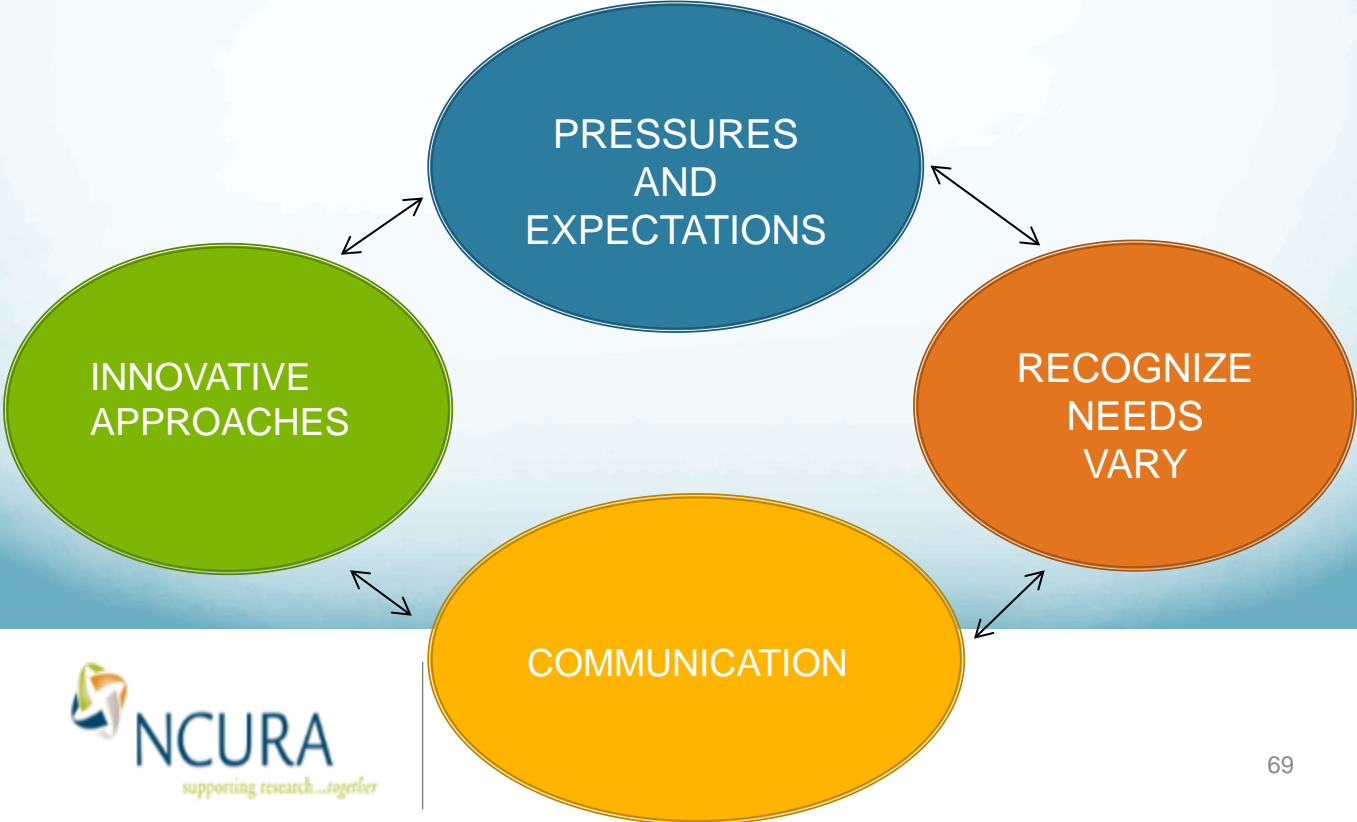 PRESSURES
AND
EXPECTATIONS
INNOVATIVE
APPROACHES
RECOGNIZE
NEEDS
VARY
COMMUNICATION
NCURA
supporting research...together
69